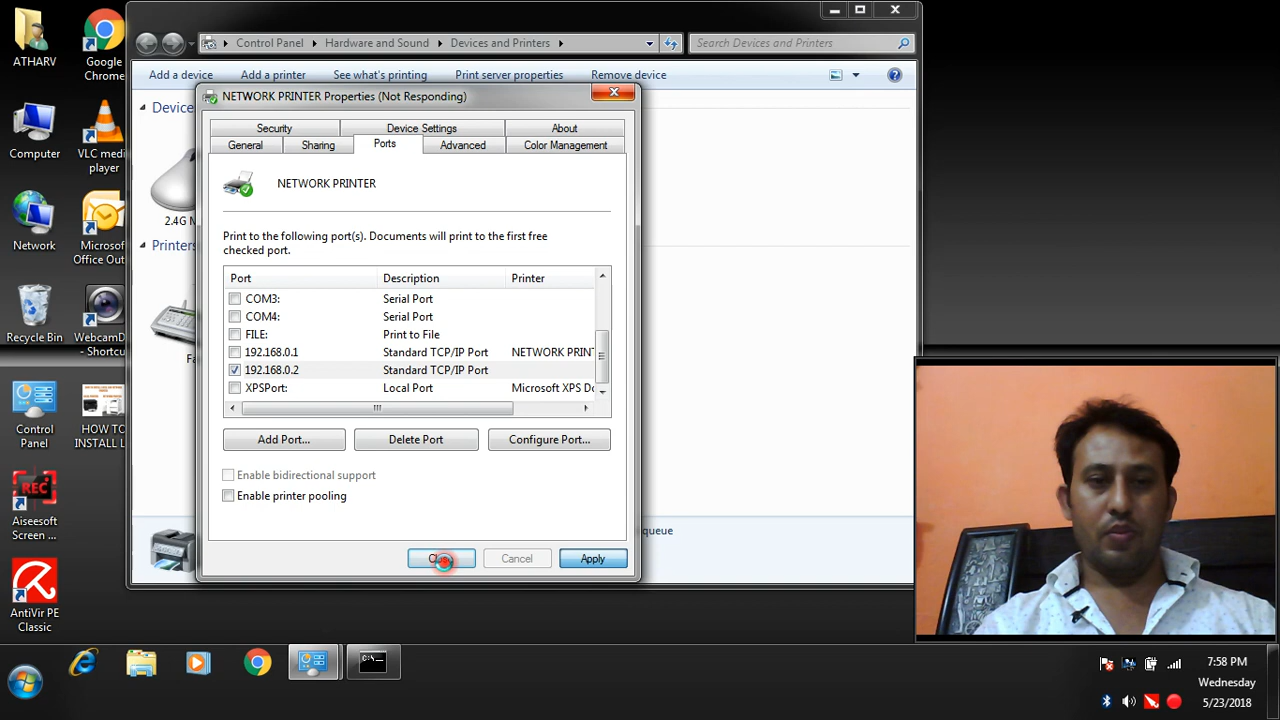 ATHARV
Google
Chrome
Computer
VLC media
player
Network
Microsof
Office Out
Recycle Bin
WebcamD
- Shortcu
Control
Panel
HOW TO
INSTALL L
REC
Aiseesoft
Screen ...
AntiVir PE
Classic
Control Panel
Hardware and Sound
Devices and Printers
Search Devices and Printers
Add a device
Add a printer
See what's printing
Print server properties
Remove device
Device
2.4G M
Printers
Fa
queue
NETWORK PRINTER Properties (Not Responding)
Security
Device Settings
About
General
Sharing
Ports
Advanced
Color Management
NETWORK PRINTER
Print to the following port(s). Documents will print to the first free
checked port.
Port Description Printer
COM3: Serial Port
COM4: Serial Port
FILE: Print to File
192.168.0.1 Standard TCP/IP Port NETWORK PRINT
192.168.0.2 Standard TCP/IP Port
XPSPort: Local Port Microsoft XPS Do
Add Port...
Delete Port
Configure Port...
Enable bidirectional support
Enable printer pooling
Cancel
Apply
C:\
7:58 PM
Wednesday
5/23/2018